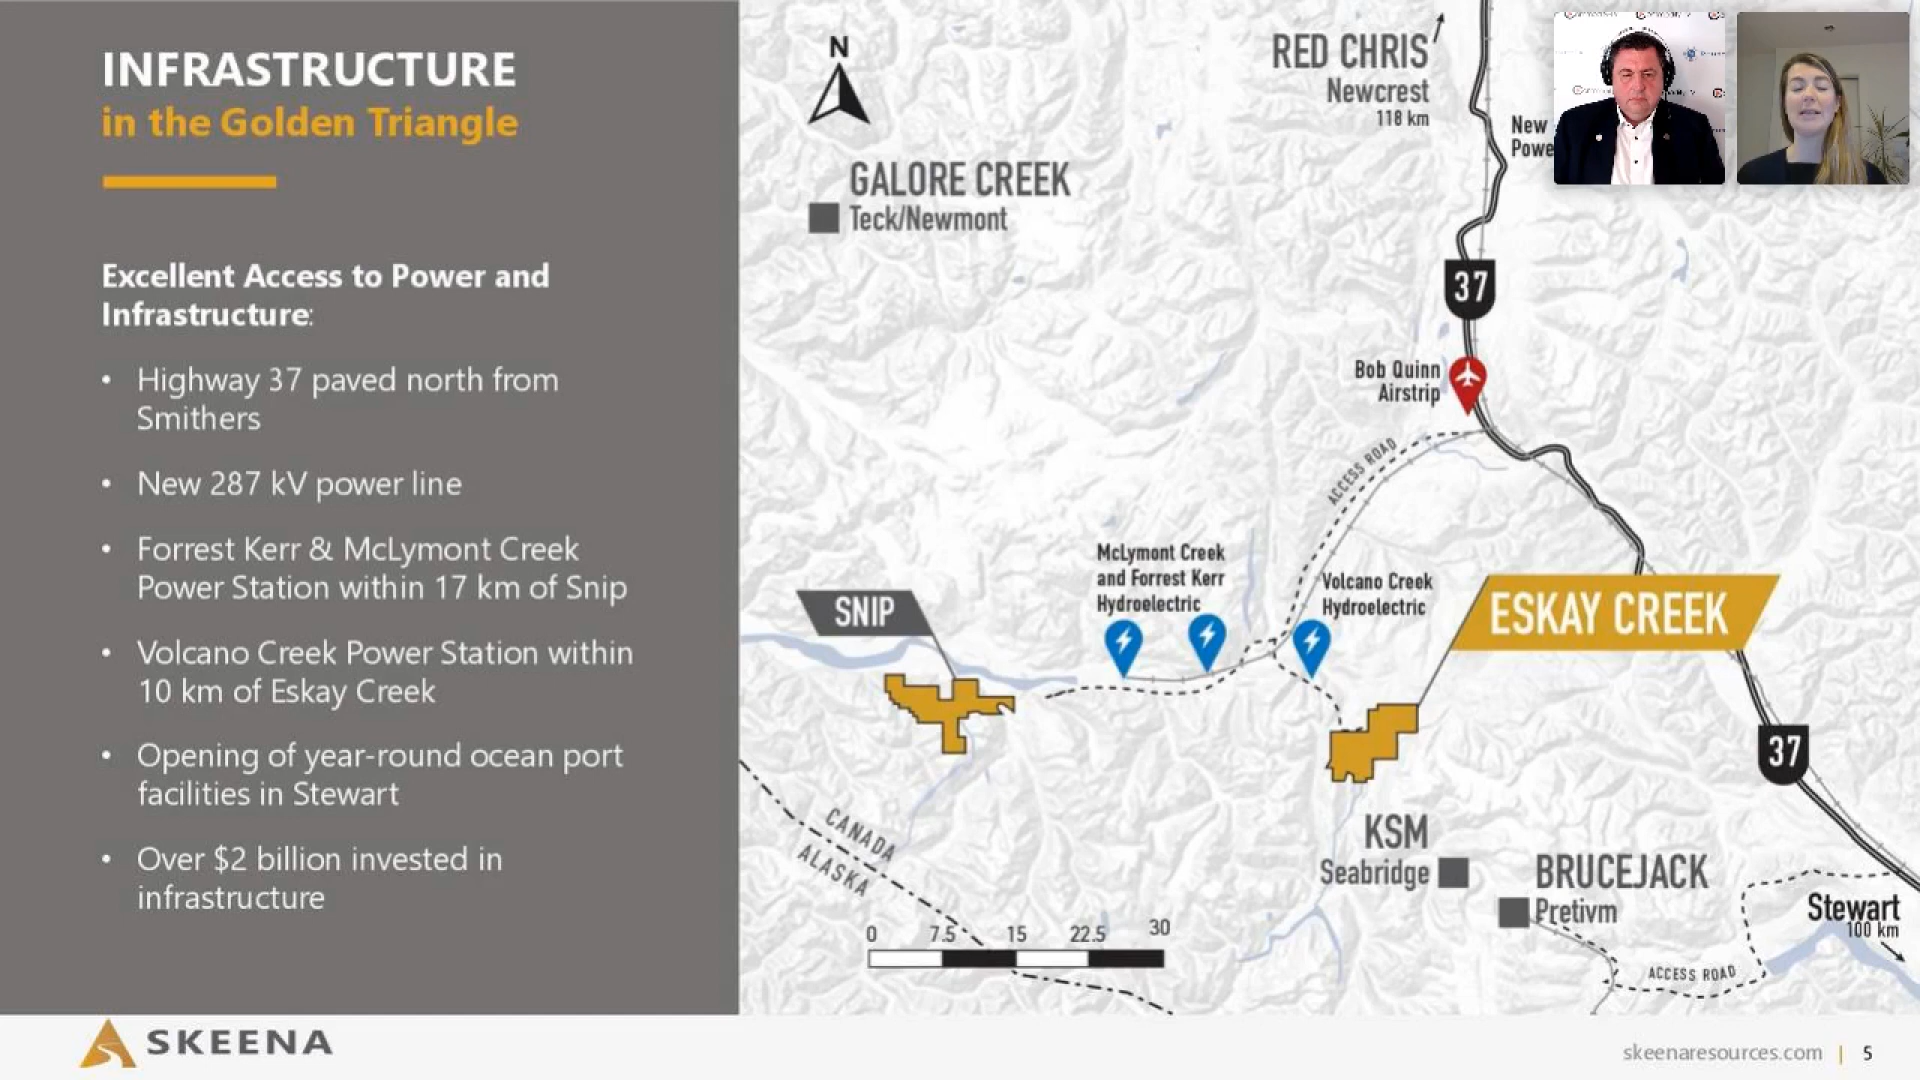 INFRASTRUCTURE
in the Golden Triangle
Excellent Access to Power and
Infrastructure:
• Highway 37 paved north from
Smithers
• New 287 kV power line
• Forrest Kerr & McLymont Creek
Power Station within 17 km of Snip
• Volcano Creek Power Station within
10 km of Eskay Creek
• Opening of year-round ocean port
facilities in Stewart
• Over $2 billion invested in
infrastructure
N
RED CHRIS
Newcrest
118 km
New
Powe
GALORE CREEK
Teck/Newmont
37
Bob Quinn
Airstrip
ACCESS ROAD
McLymont Creek
and Forrest Kerr
Hydroelectric
Volcano Creek
Hydroelectric
SNIP
ESKAY CREEK
37
CANADA
ALASKA
KSM
Seabridge
BRUCEJACK
Pretivm
Stewart
100 km
ACCESS ROAD
0 7.5 15 22.5 30
SKEENA
skeenaresources.com | 5